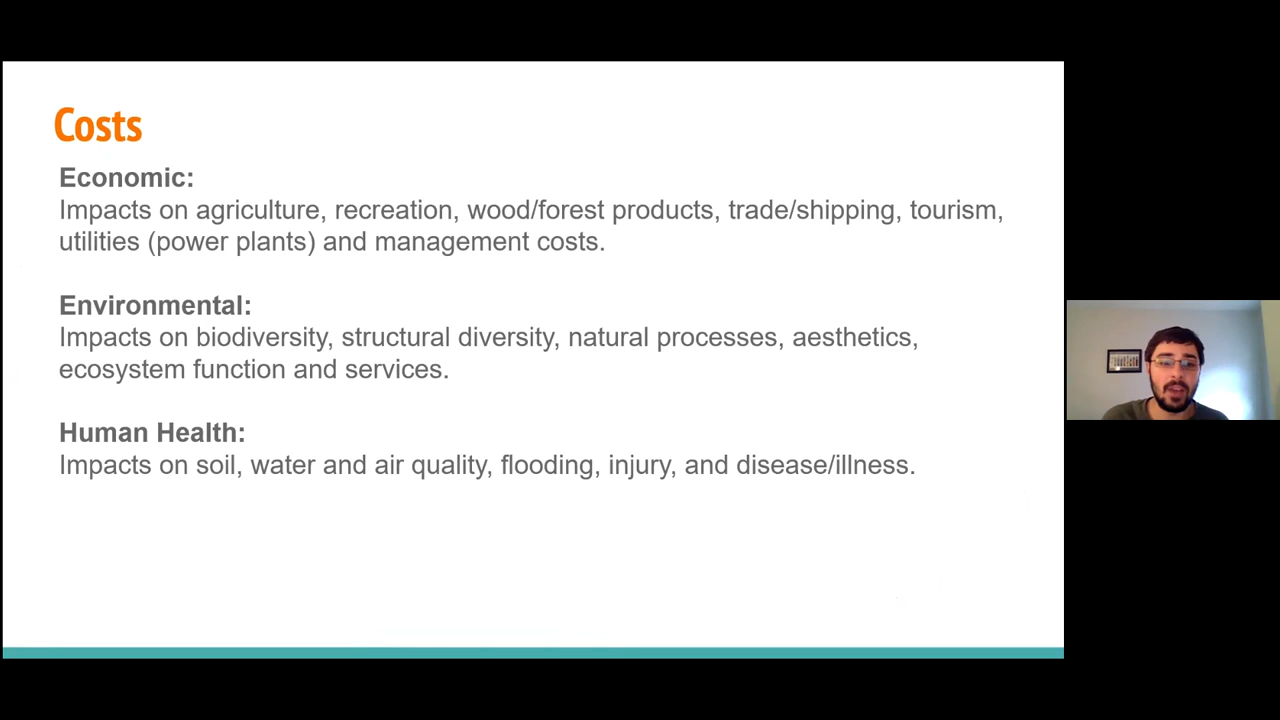 Costs
Economic:
Impacts on agriculture, recreation, wood/forest products, trade/shipping, tourism,
utilities (power plants) and management costs.
Environmental:
Impacts on biodiversity, structural diversity, natural processes, aesthetics,
ecosystem function and services.
Human Health:
Impacts on soil, water and air quality, flooding, injury, and disease/illness.